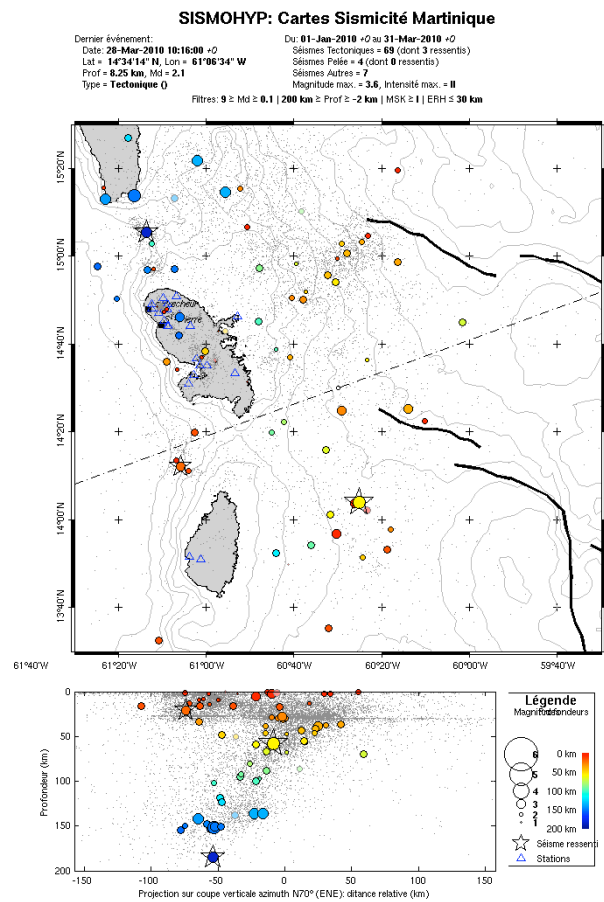 SISMOHYP: Cartes Sismicité Martinique
Dernier événement:
Date: 28-Mar-2010 10:16:00 +0
Lat = 14°34'14" N, Lon = 61°06'34" W
Prof = 8.25 km, Md = 2.1
Type = Tectonique ()
Du: 01-Jan-2010 +0 au 31-Mar-2010 +0
Séismes Tectoniques = 69 (dont 3 ressentis)
Séismes Pelée = 4 (dont 0 ressentis)
Séismes Autres = 7
Magnitude max. = 3.6, Intensité max. = II
Filtres: 9 ≥ Md ≥ 0.1 | 200 km ≥ Prof ≥ -2 km | MSK ≥ I | ERH ≤ 30 km
15°20'N
15°00'N
14°40'N
14°20'N
14°00'N
13°40'N
61°40'W 61°20'W 61°00'W 60°40'W 60°20'W 60°00'W 59°40'W
Profondeur (km)
0
50
100
150
200
-150 -100 -50 0 50 100 150
Projection sur coupe verticale azimuth N70° (ENE): distance relative (km)
Légende
6
5
4
3
2
1
0 km
50 km
100 km
150 km
200 km
Séisme ressenti
Stations